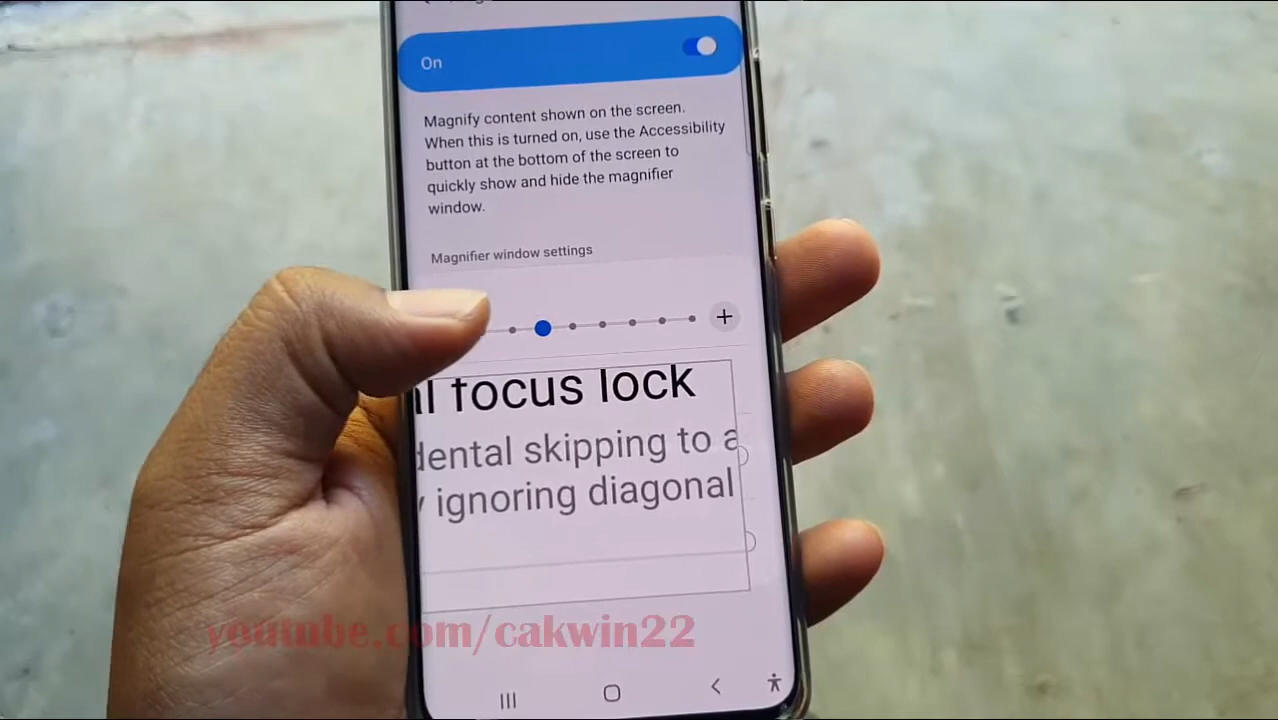 On
Magnify content shown on the screen.
When this is turned on, use the Accessibility
button at the bottom of the screen to
quickly show and hide the magnifier
window.
Magnifier window settings
focus lock
skipping to a
ignoring diagonal
youtube.com/cakwin22